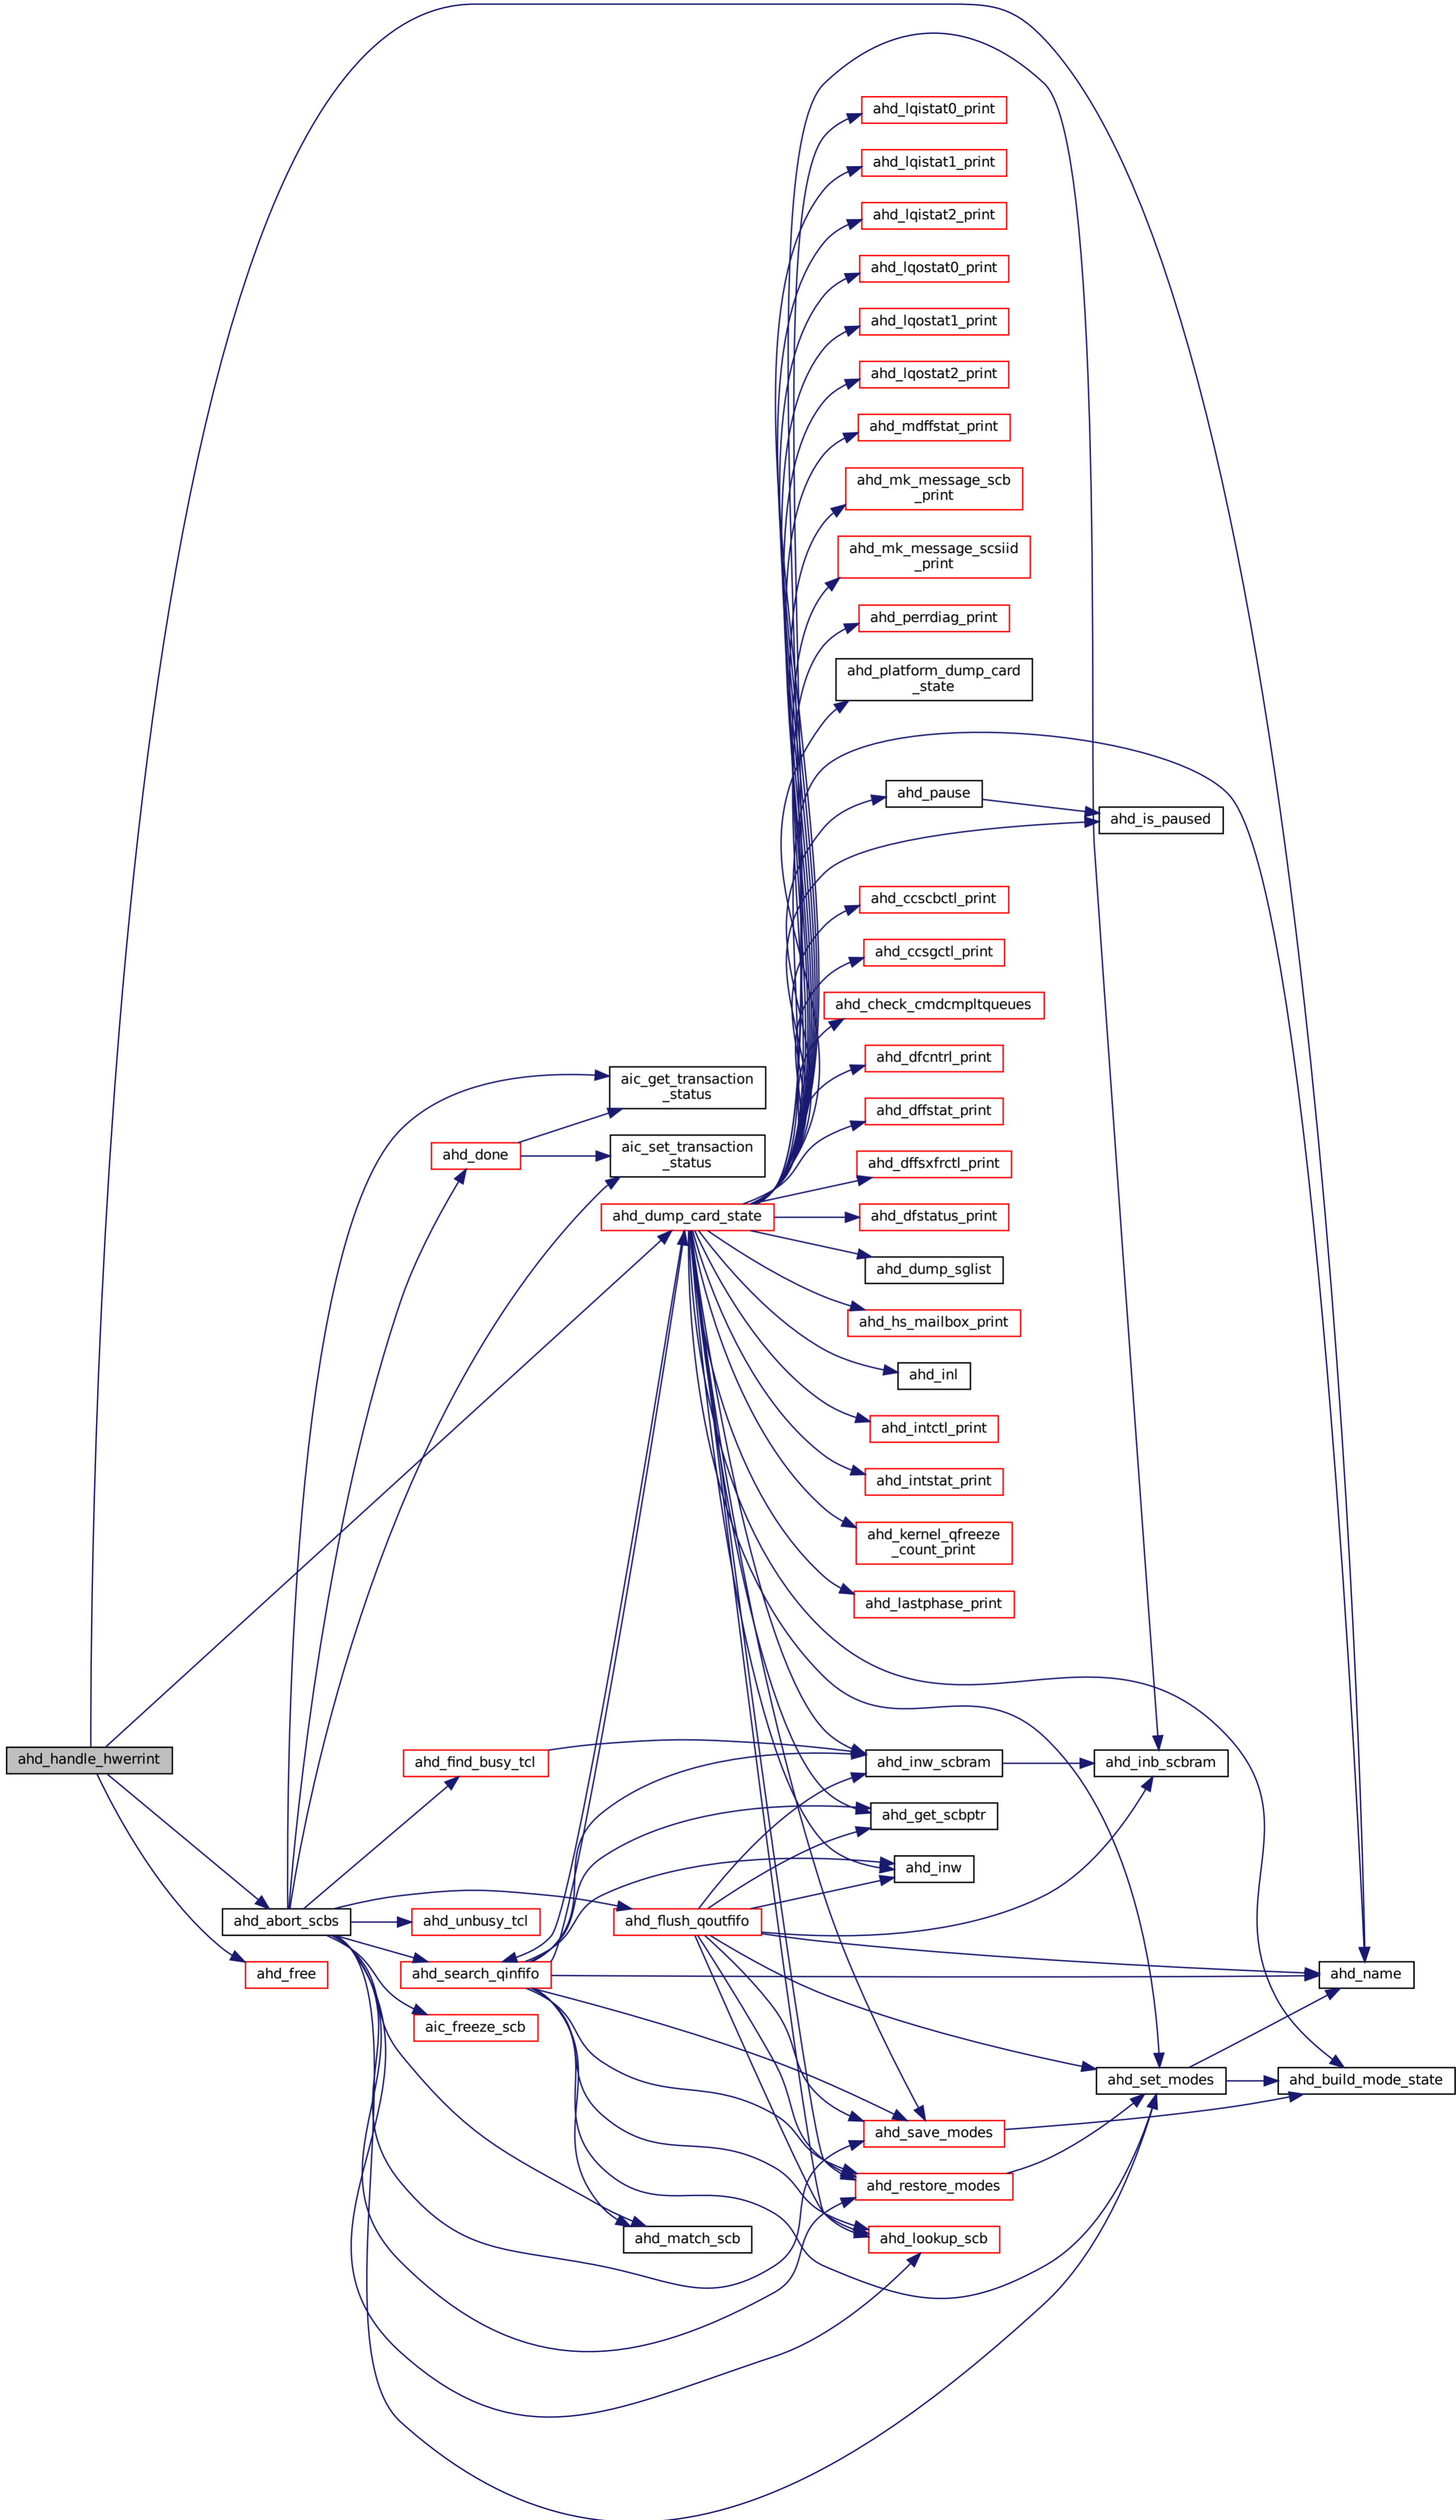 ahd_lqistat0_print
ahd_lqistat1_print
ahd_lqistat2_print
ahd_lqostat0_print
ahd_lqostat1_print
ahd_lqostat2_print
ahd_mdffstat_print
ahd_mk_message_scb
_print
ahd_mk_message_scsiid
_print
ahd_perrdiag_print
ahd_platform_dump_card
_state
ahd_pause
ahd_is_paused
ahd_ccscbctl_print
ahd_ccsgctl_print
ahd_check_cmdcmpltqueues
ahd_dfcntrl_print
aic_get_transaction
_status
ahd_dffstat_print
ahd_done
aic_set_transaction
_status
ahd_dffsxfrctl_print
ahd_dump_card_state
ahd_dfstatus_print
ahd_dump_sglist
ahd_hs_mailbox_print
ahd_inl
ahd_intctl_print
ahd_intstat_print
ahd_kernel_qfreeze
_count_print
ahd_lastphase_print
ahd_handle_hwerrint
ahd_find_busy_tcl
ahd_inw_scbram
ahd_inb_scbram
ahd_get_scbptr
ahd_inw
ahd_abort_scbs
ahd_unbusy_tcl
ahd_flush_qoutfifo
ahd_free
ahd_search_qinfifo
ahd_name
aic_freeze_scb
ahd_set_modes
ahd_build_mode_state
ahd_save_modes
ahd_restore_modes
ahd_match_scb
ahd_lookup_scb